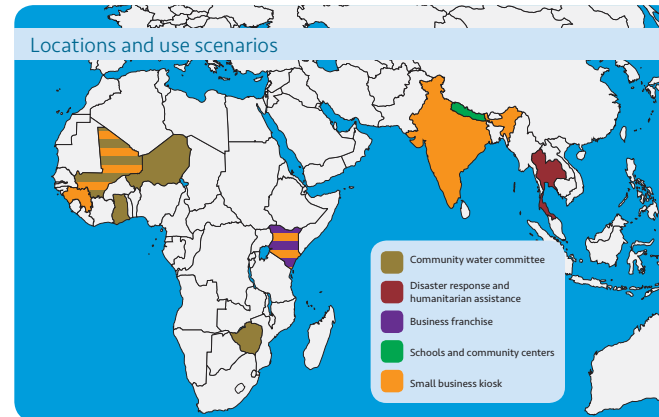 Locations and use scenarios
Community water committee
Disaster response and
humanitarian assistance
Business franchise
Schools and community centers
Small business kiosk